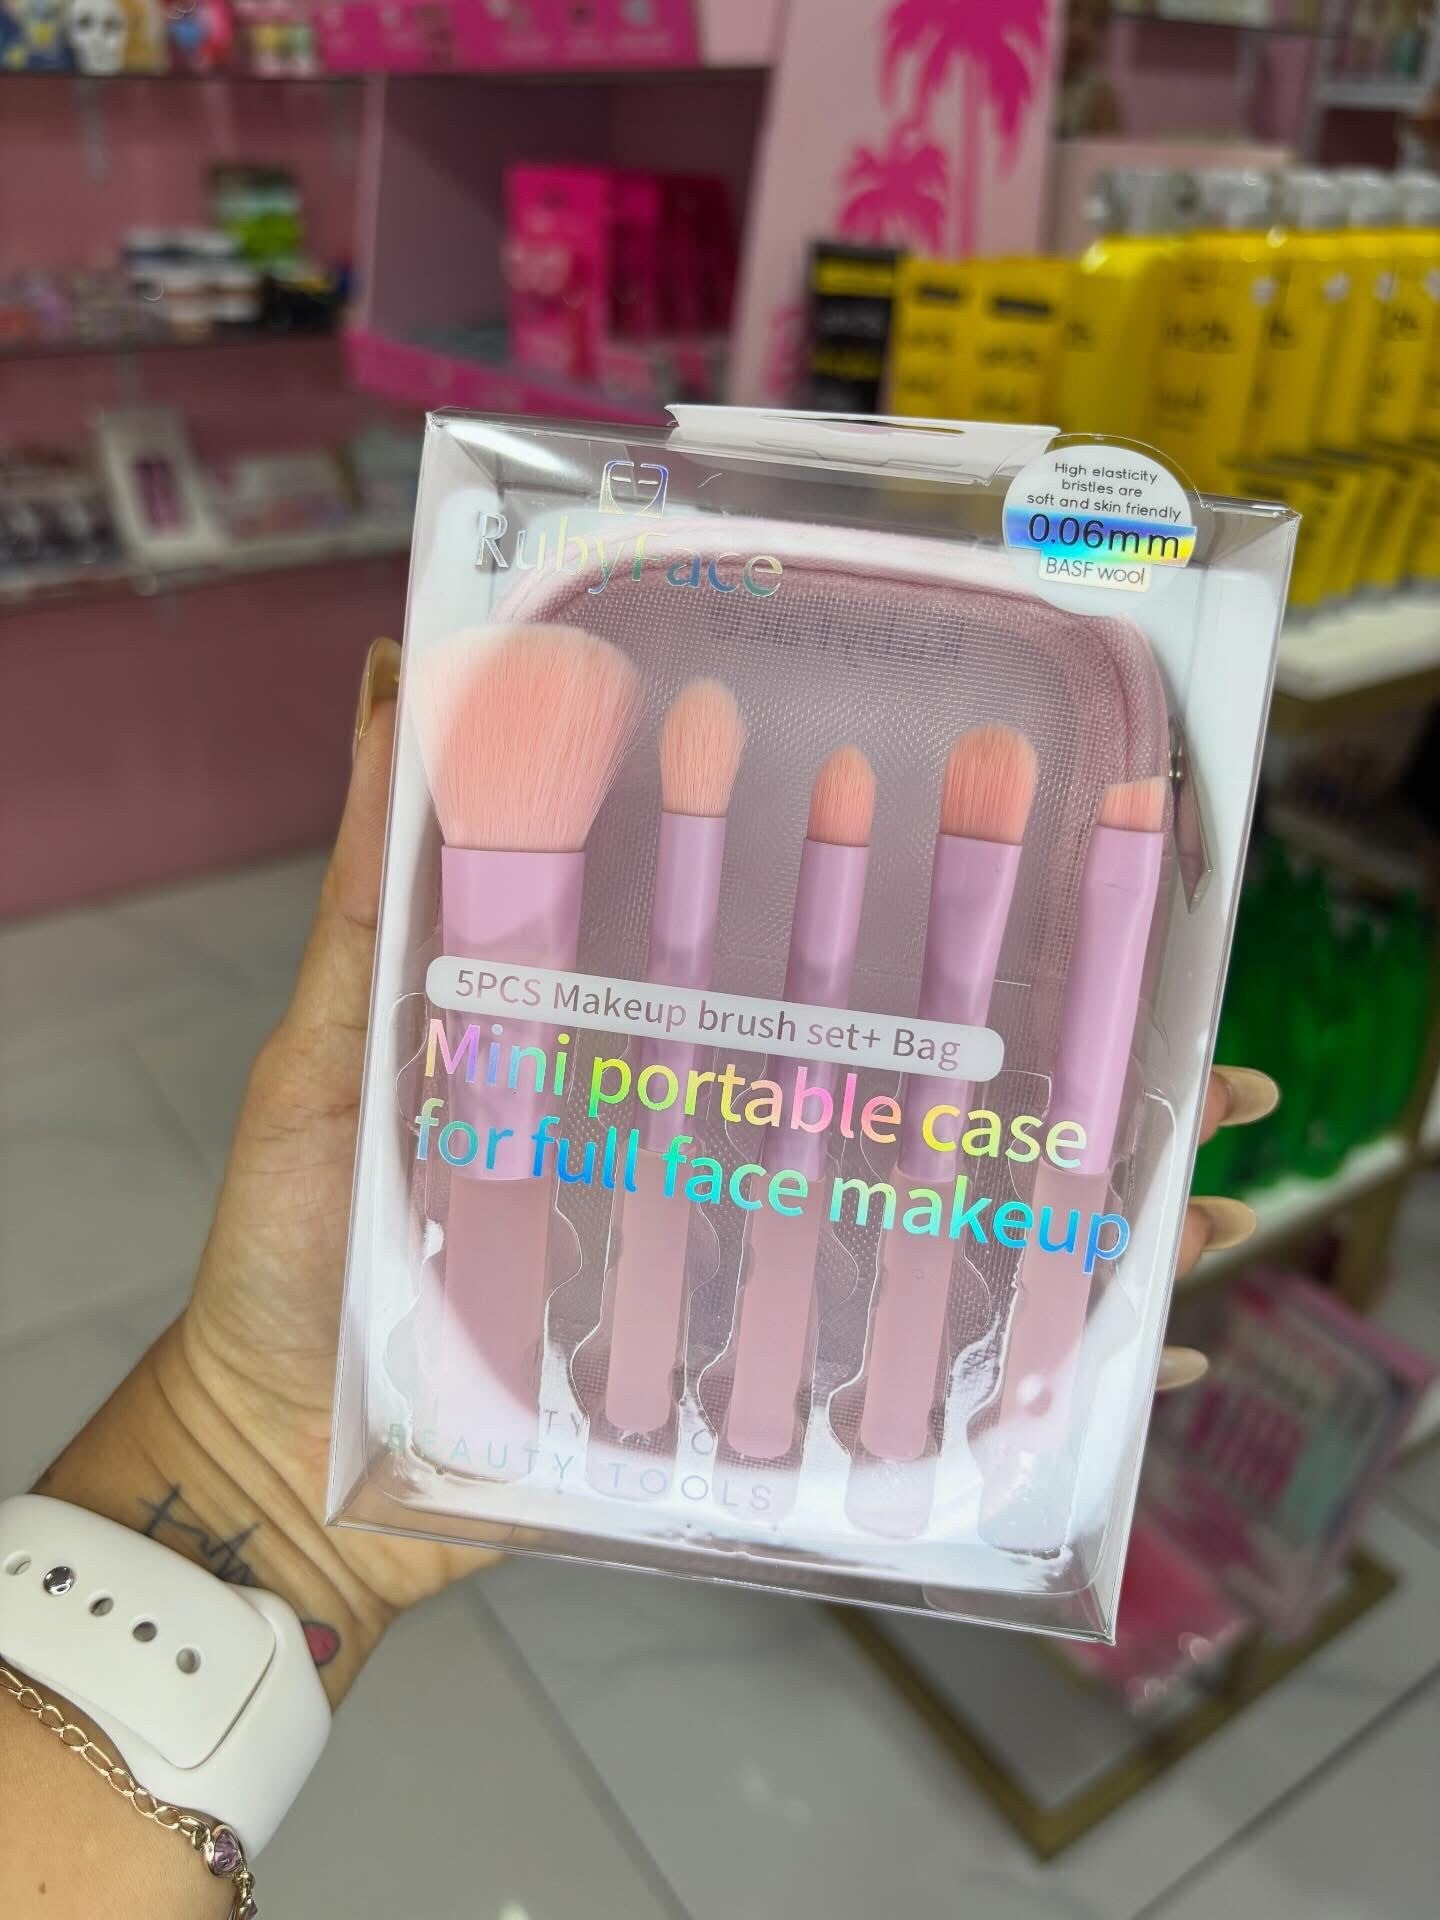 RubyFace
High elasticity
bristles are
soft and skin friendly
0.06mm
BASF wool
5PCS Makeup brush set+ Bag
Mini portable case
for full face makeup
BEAUTY TOOLS